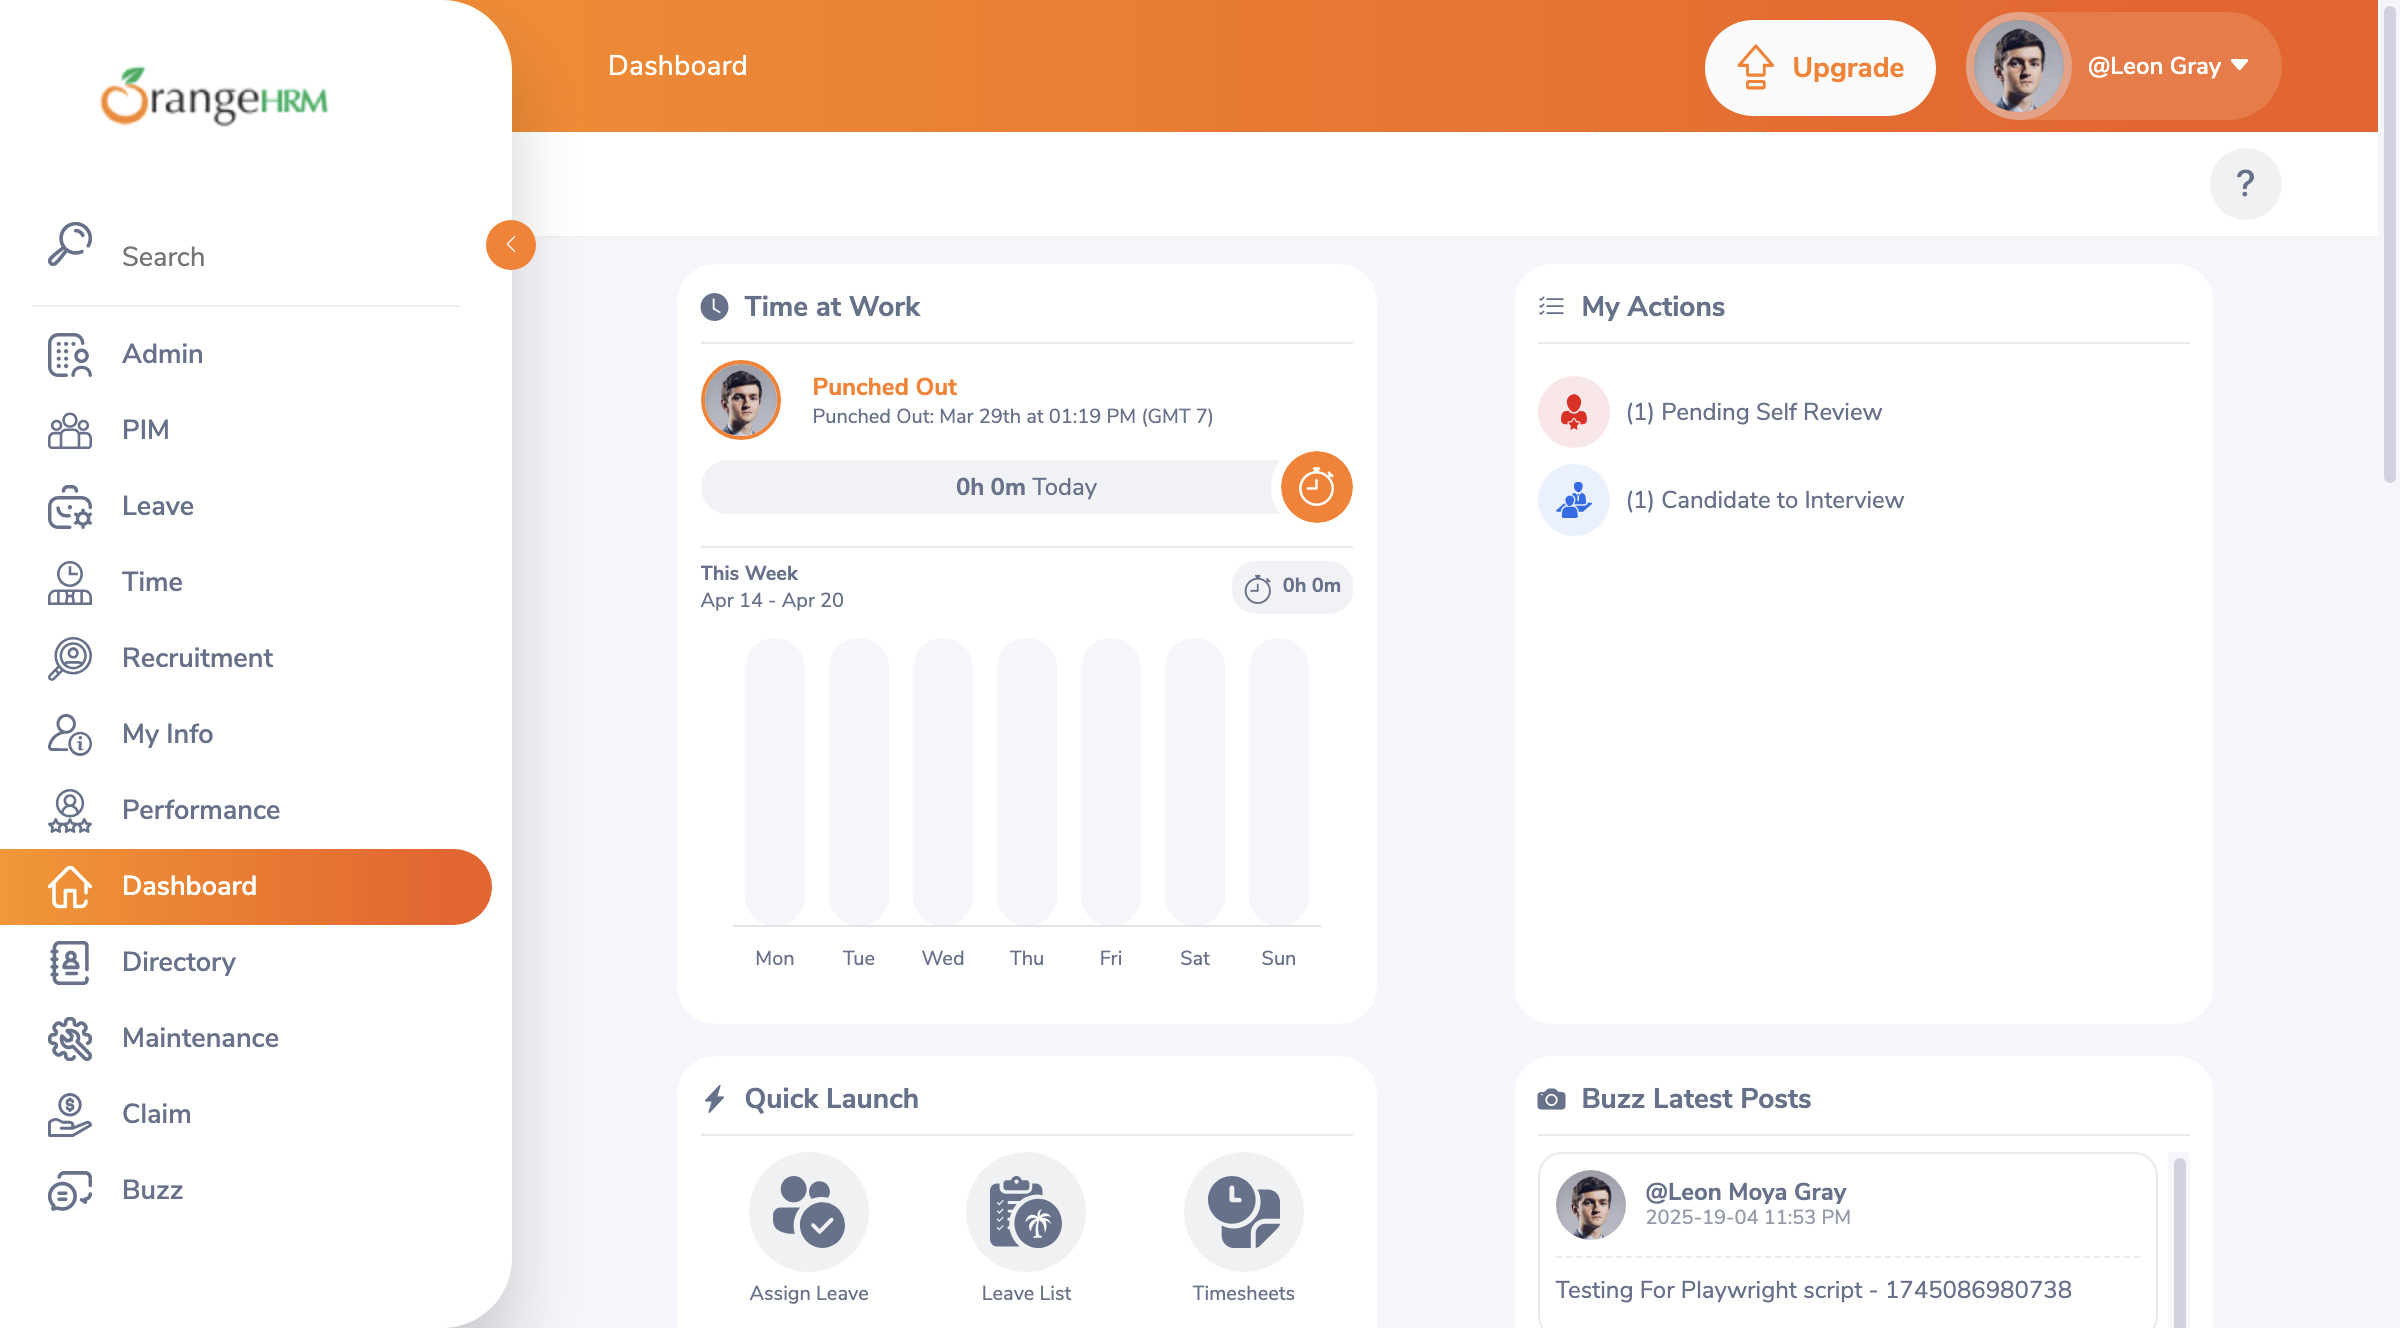 OrangeHRM
Search
Admin
PIM
Leave
Time
Recruitment
My Info
Performance
Dashboard
Directory
Maintenance
Claim
Buzz
Dashboard
Upgrade
@Leon Gray
?
Time at Work
Punched Out
Punched Out: Mar 29th at 01:19 PM (GMT 7)
0h 0m Today
This Week
Apr 14 - Apr 20
0h 0m
Mon Tue Wed Thu Fri Sat Sun
My Actions
(1) Pending Self Review
(1) Candidate to Interview
Quick Launch
Assign Leave
Leave List
Timesheets
Buzz Latest Posts
@Leon Moya Gray
2025-19-04 11:53 PM
Testing For Playwright script - 1745086980738